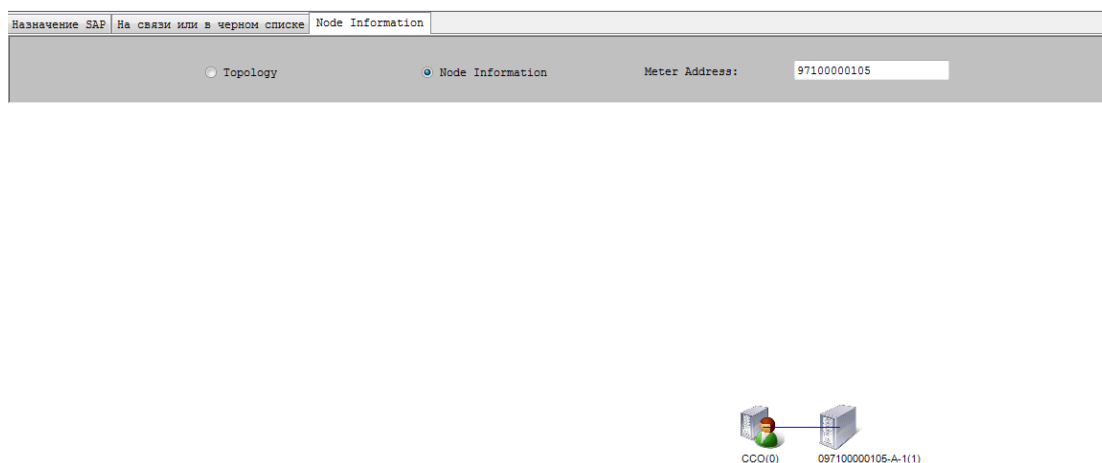 Назначение SAP На связи или в черном списке Node Information
Topology Node Information Meter Address: 97100000105
CCO(0) 097100000105-A-1(1)